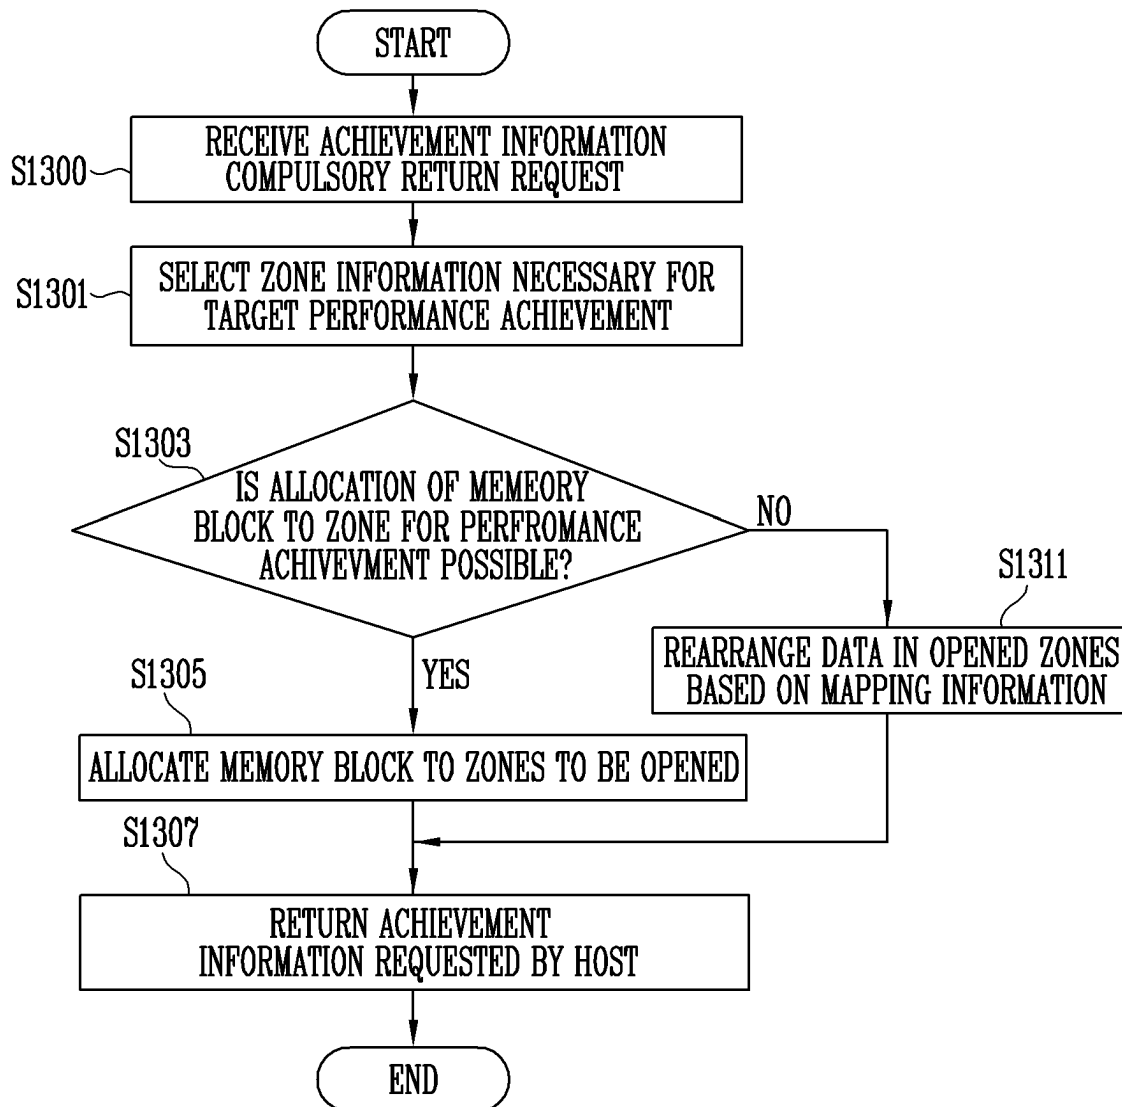 START
S1300
RECEIVE ACHIEVEMENT INFORMATION
COMPULSORY RETURN REQUEST
S1301
SELECT ZONE INFORMATION NECESSARY FOR
TARGET PERFORMANCE ACHIEVEMENT
S1303
IS ALLOCATION OF MEMEORY
BLOCK TO ZONE FOR PERFROMANCE
ACHIVEVMENT POSSIBLE?
NO
S1311
REARRANGE DATA IN OPENED ZONES
BASED ON MAPPING INFORMATION
YES
S1305
ALLOCATE MEMORY BLOCK TO ZONES TO BE OPENED
S1307
RETURN ACHIEVEMENT
INFORMATION REQUESTED BY HOST
END